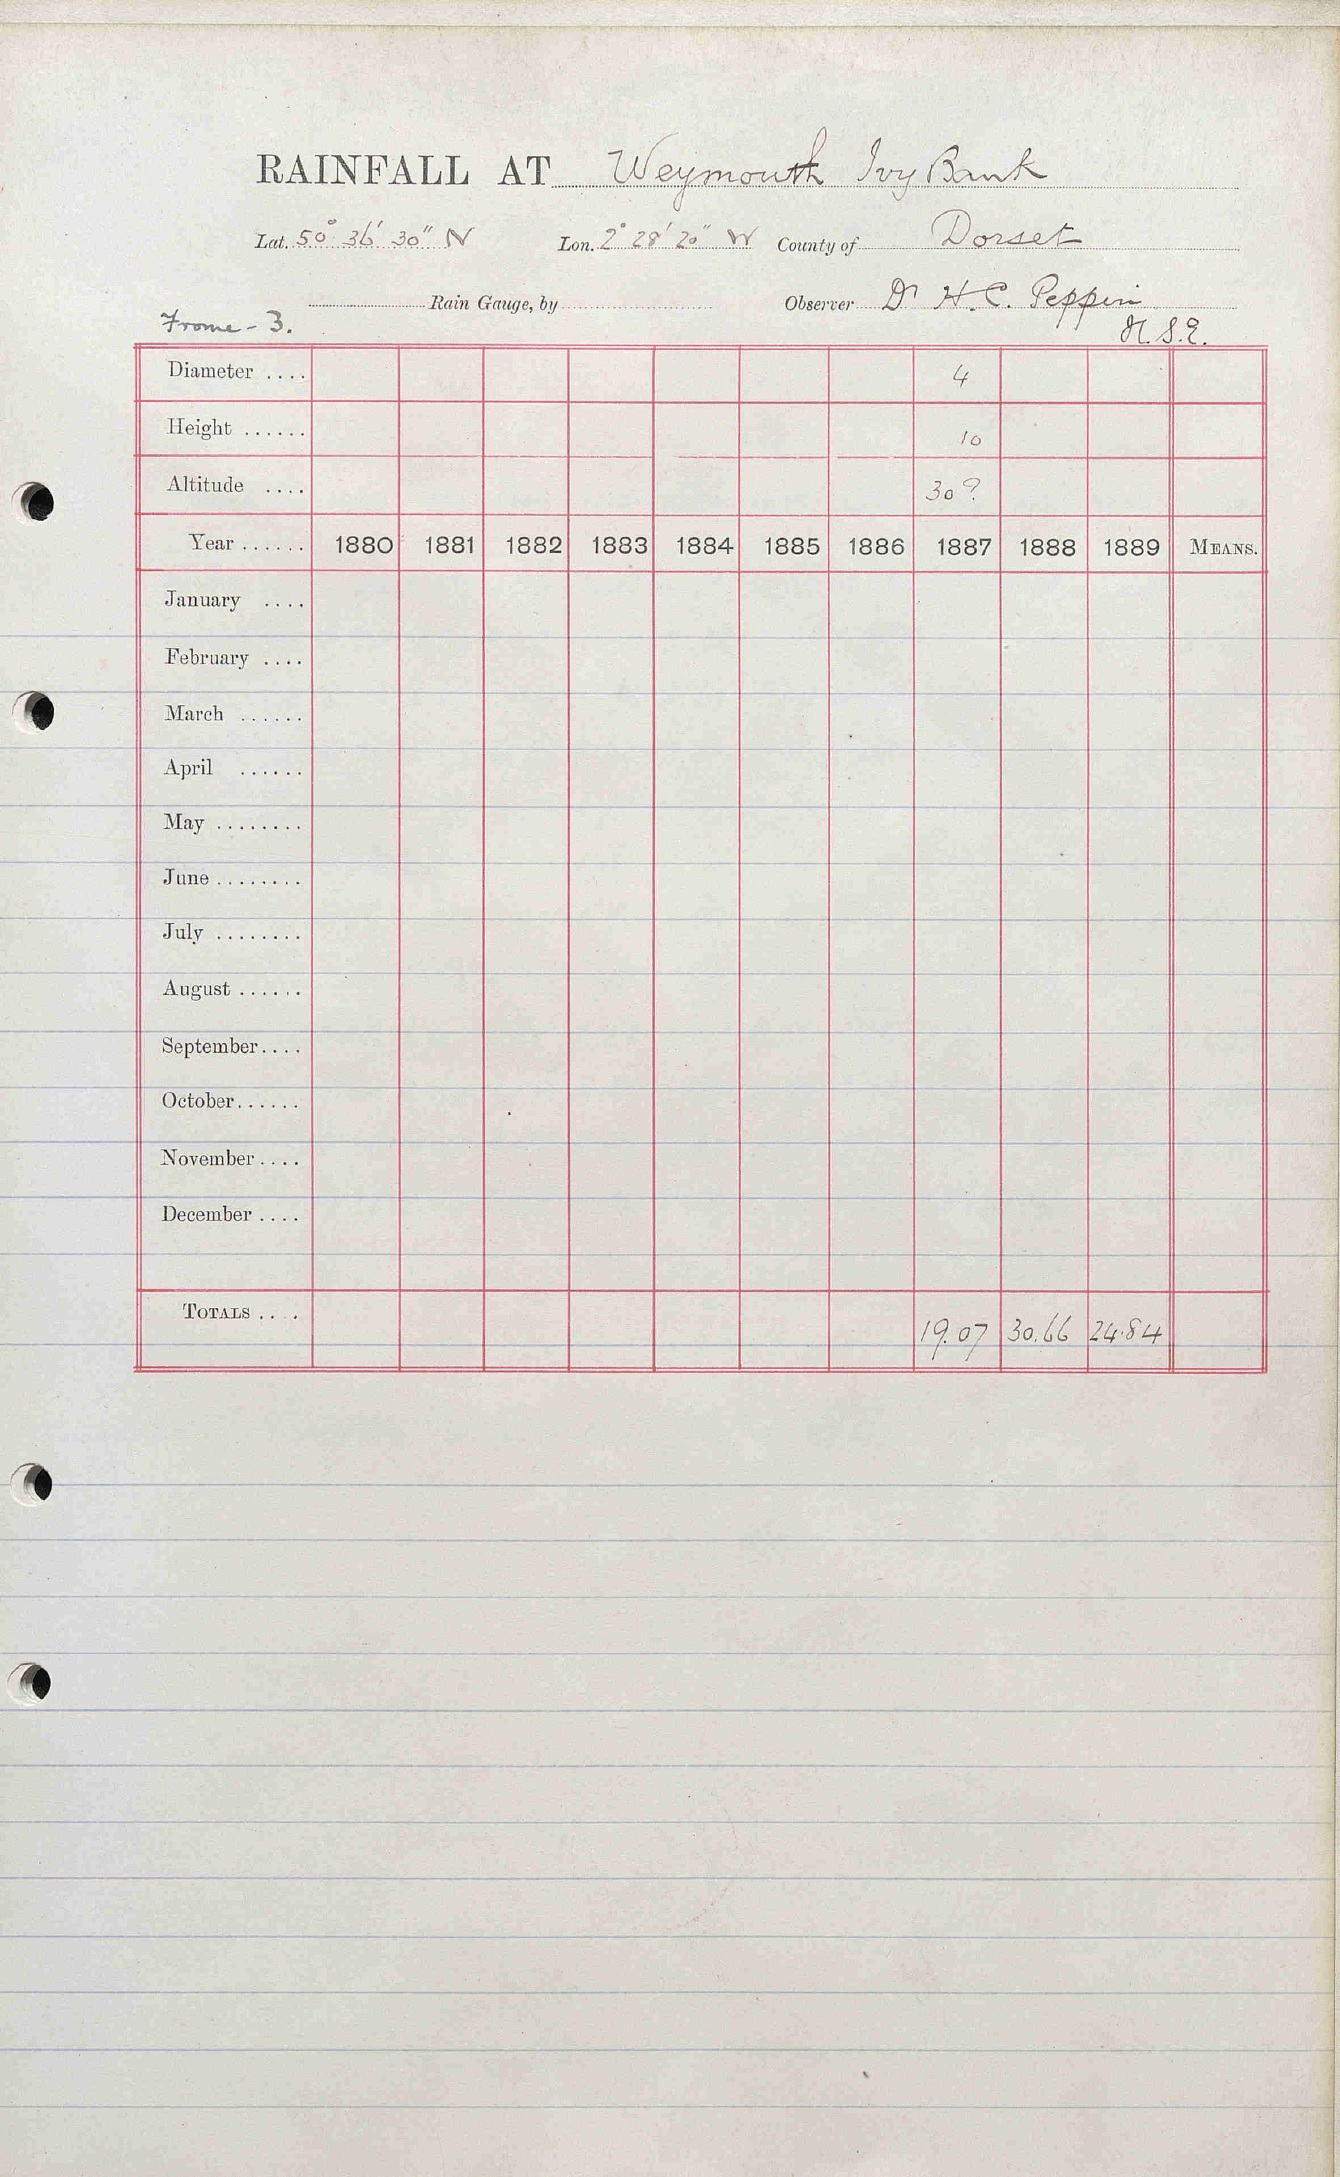 RAINFALL AT Weymouth Ivy Bank
Lat. 50° 36' 30" N Lon. 2° 28' 20" W County of Dorset
Rain Gauge, by Observer Dr H. C. Peppin
Frome - 3.
Diameter .... 4
Height ...... 10
Altitude .... 30?
Year ...... 1880 1881 1882 1883 1884 1885 1886 1887 1888 1889 MEANS.
January ....
February ....
March ......
April ......
May ........
June ........
July ........
August ......
September ....
October ......
November ....
December ....
TOTALS .... 19.07 30.66 24.84